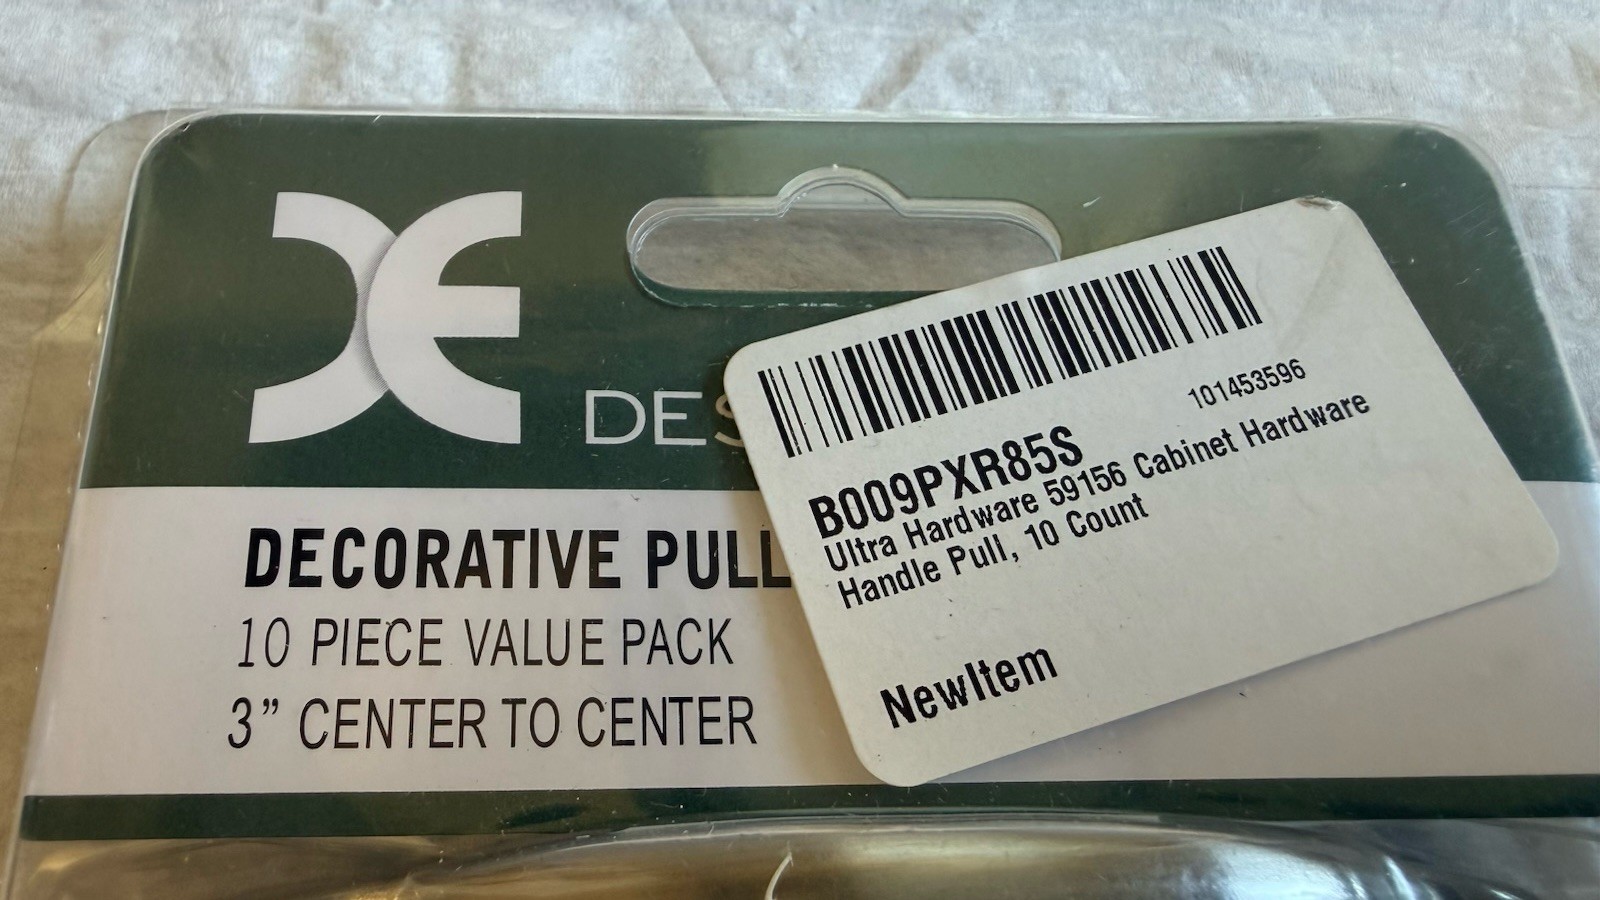 DE
DECORATIVE PULL
10 PIECE VALUE PACK
3” CENTER TO CENTER
101453596
B009PXR85S
Ultra Hardware 59156 Cabinet Hardware
Handle Pull, 10 Count
NewItem